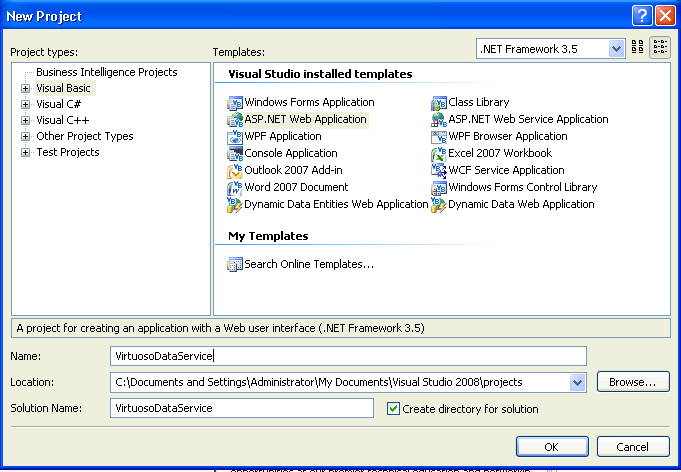 New Project
Project types:
Templates:
.NET Framework 3.5
Business Intelligence Projects
Visual Basic
Visual C#
Visual C++
Other Project Types
Test Projects
Visual Studio installed templates
Windows Forms Application
Class Library
ASP.NET Web Application
ASP.NET Web Service Application
WPF Application
WPF Browser Application
Console Application
Excel 2007 Workbook
Outlook 2007 Add-in
WCF Service Application
Word 2007 Document
Windows Forms Control Library
Dynamic Data Entities Web Application
Dynamic Data Web Application
My Templates
Search Online Templates...
A project for creating an application with a Web user interface (.NET Framework 3.5)
Name:
VirtuosoDataService
Location:
C:\Documents and Settings\Administrator\My Documents\Visual Studio 2008\projects
Browse...
Solution Name:
VirtuosoDataService
Create directory for solution
OK
Cancel